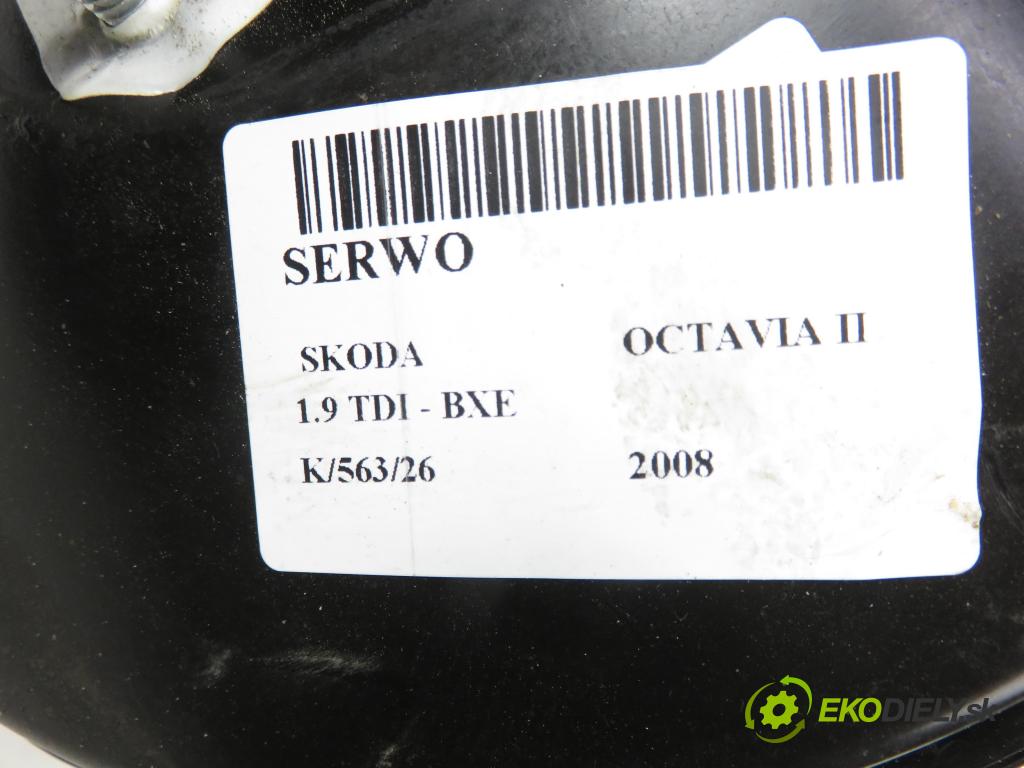 SERWO
SKODA OCTAVIA II
1.9 TDI - BXE
K/563/26 2008
EKODIELY.sk